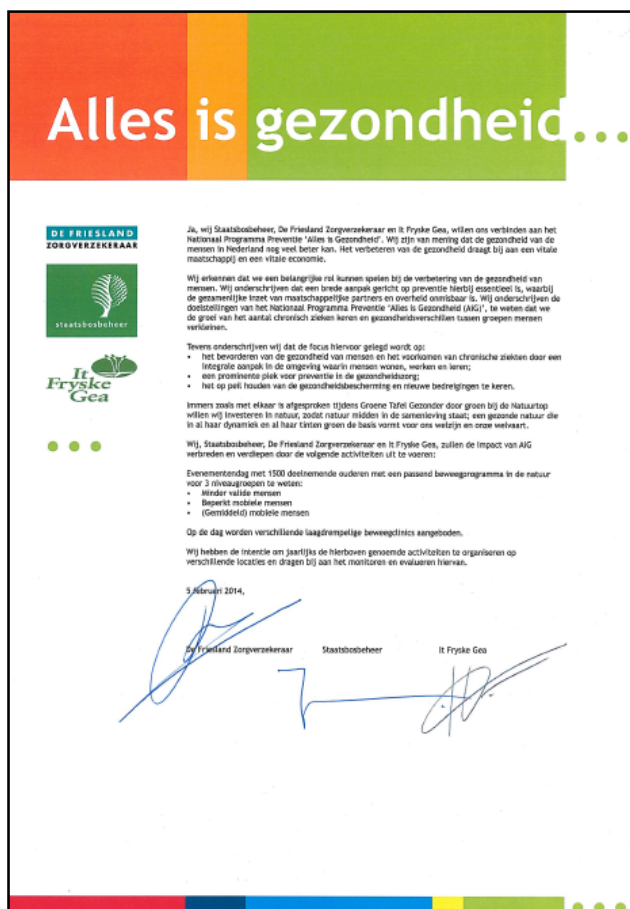 Alles is gezondheid...
DE FRIESLAND
ZORGVERZEKERAAR
staatsbosbeheer
It
Fryske
Gea
Ja, wij Staatsbosbeheer, De Friesland Zorgverzekeraar en It Fryske Gea, willen ons verbinden aan het
Nationaal Programma Preventie 'Alles is Gezondheid'. Wij zijn van mening dat de gezondheid van de
mensen in Nederland nog veel beter kan. Het verbeteren van de gezondheid draagt bij aan een vitale
maatschappij en een vitale economie.
Wij erkennen dat we een belangrijke rol kunnen spelen bij de verbetering van de gezondheid van
mensen. Wij onderschrijven dat een brede aanpak gericht op preventie hierbij essentieel is, waarbij
de gezamenlijke inzet van maatschappelijke partners en overheid onmisbaar is. Wij onderschrijven de
doelstellingen van het Nationaal Programma Preventie 'Alles is Gezondheid (AIG)', te weten dat we
de groei van het aantal chronisch zieken keren en gezondheidsverschillen tussen groepen mensen
verkleinen.
Tevens onderschrijven wij dat de focus hiervoor gelegd wordt op:
• het bevorderen van de gezondheid van mensen en het voorkomen van chronische ziekten door een
integrale aanpak in de omgeving waarin mensen wonen, werken en leren;
• een prominente plek voor preventie in de gezondheidszorg;
• het op peil houden van de gezondheidsbescherming en nieuwe bedreigingen te keren.
Immers zoals met elkaar is afgesproken tijdens Groene Tafel Gezonder door groen bij de Natuurtop
willen wij investeren in natuur, zodat natuur midden in de samenleving staat; een gezonde natuur die
in al haar dynamiek en al haar tinten groen de basis vormt voor ons welzijn en onze welvaart.
Wij, Staatsbosbeheer, De Friesland Zorgverzekeraar en It Fryske Gea, zullen de impact van AIG
verbreden en verdiepen door de volgende activiteiten uit te voeren:
Evenementendag met 1500 deelnemende ouderen met een passend beweegprogramma in de natuur
voor 3 niveaugroepen te weten:
• Minder valide mensen
• Beperkt mobiele mensen
• (Gemiddeld) mobiele mensen
Op de dag worden verschillende laagdrempelige beweegclinics aangeboden.
Wij hebben de intentie om jaarlijks de hierboven genoemde activiteiten te organiseren op
verschillende locaties en dragen bij aan het monitoren en evalueren hiervan.
5 februari 2014,
De Friesland Zorgverzekeraar Staatsbosbeheer It Fryske Gea